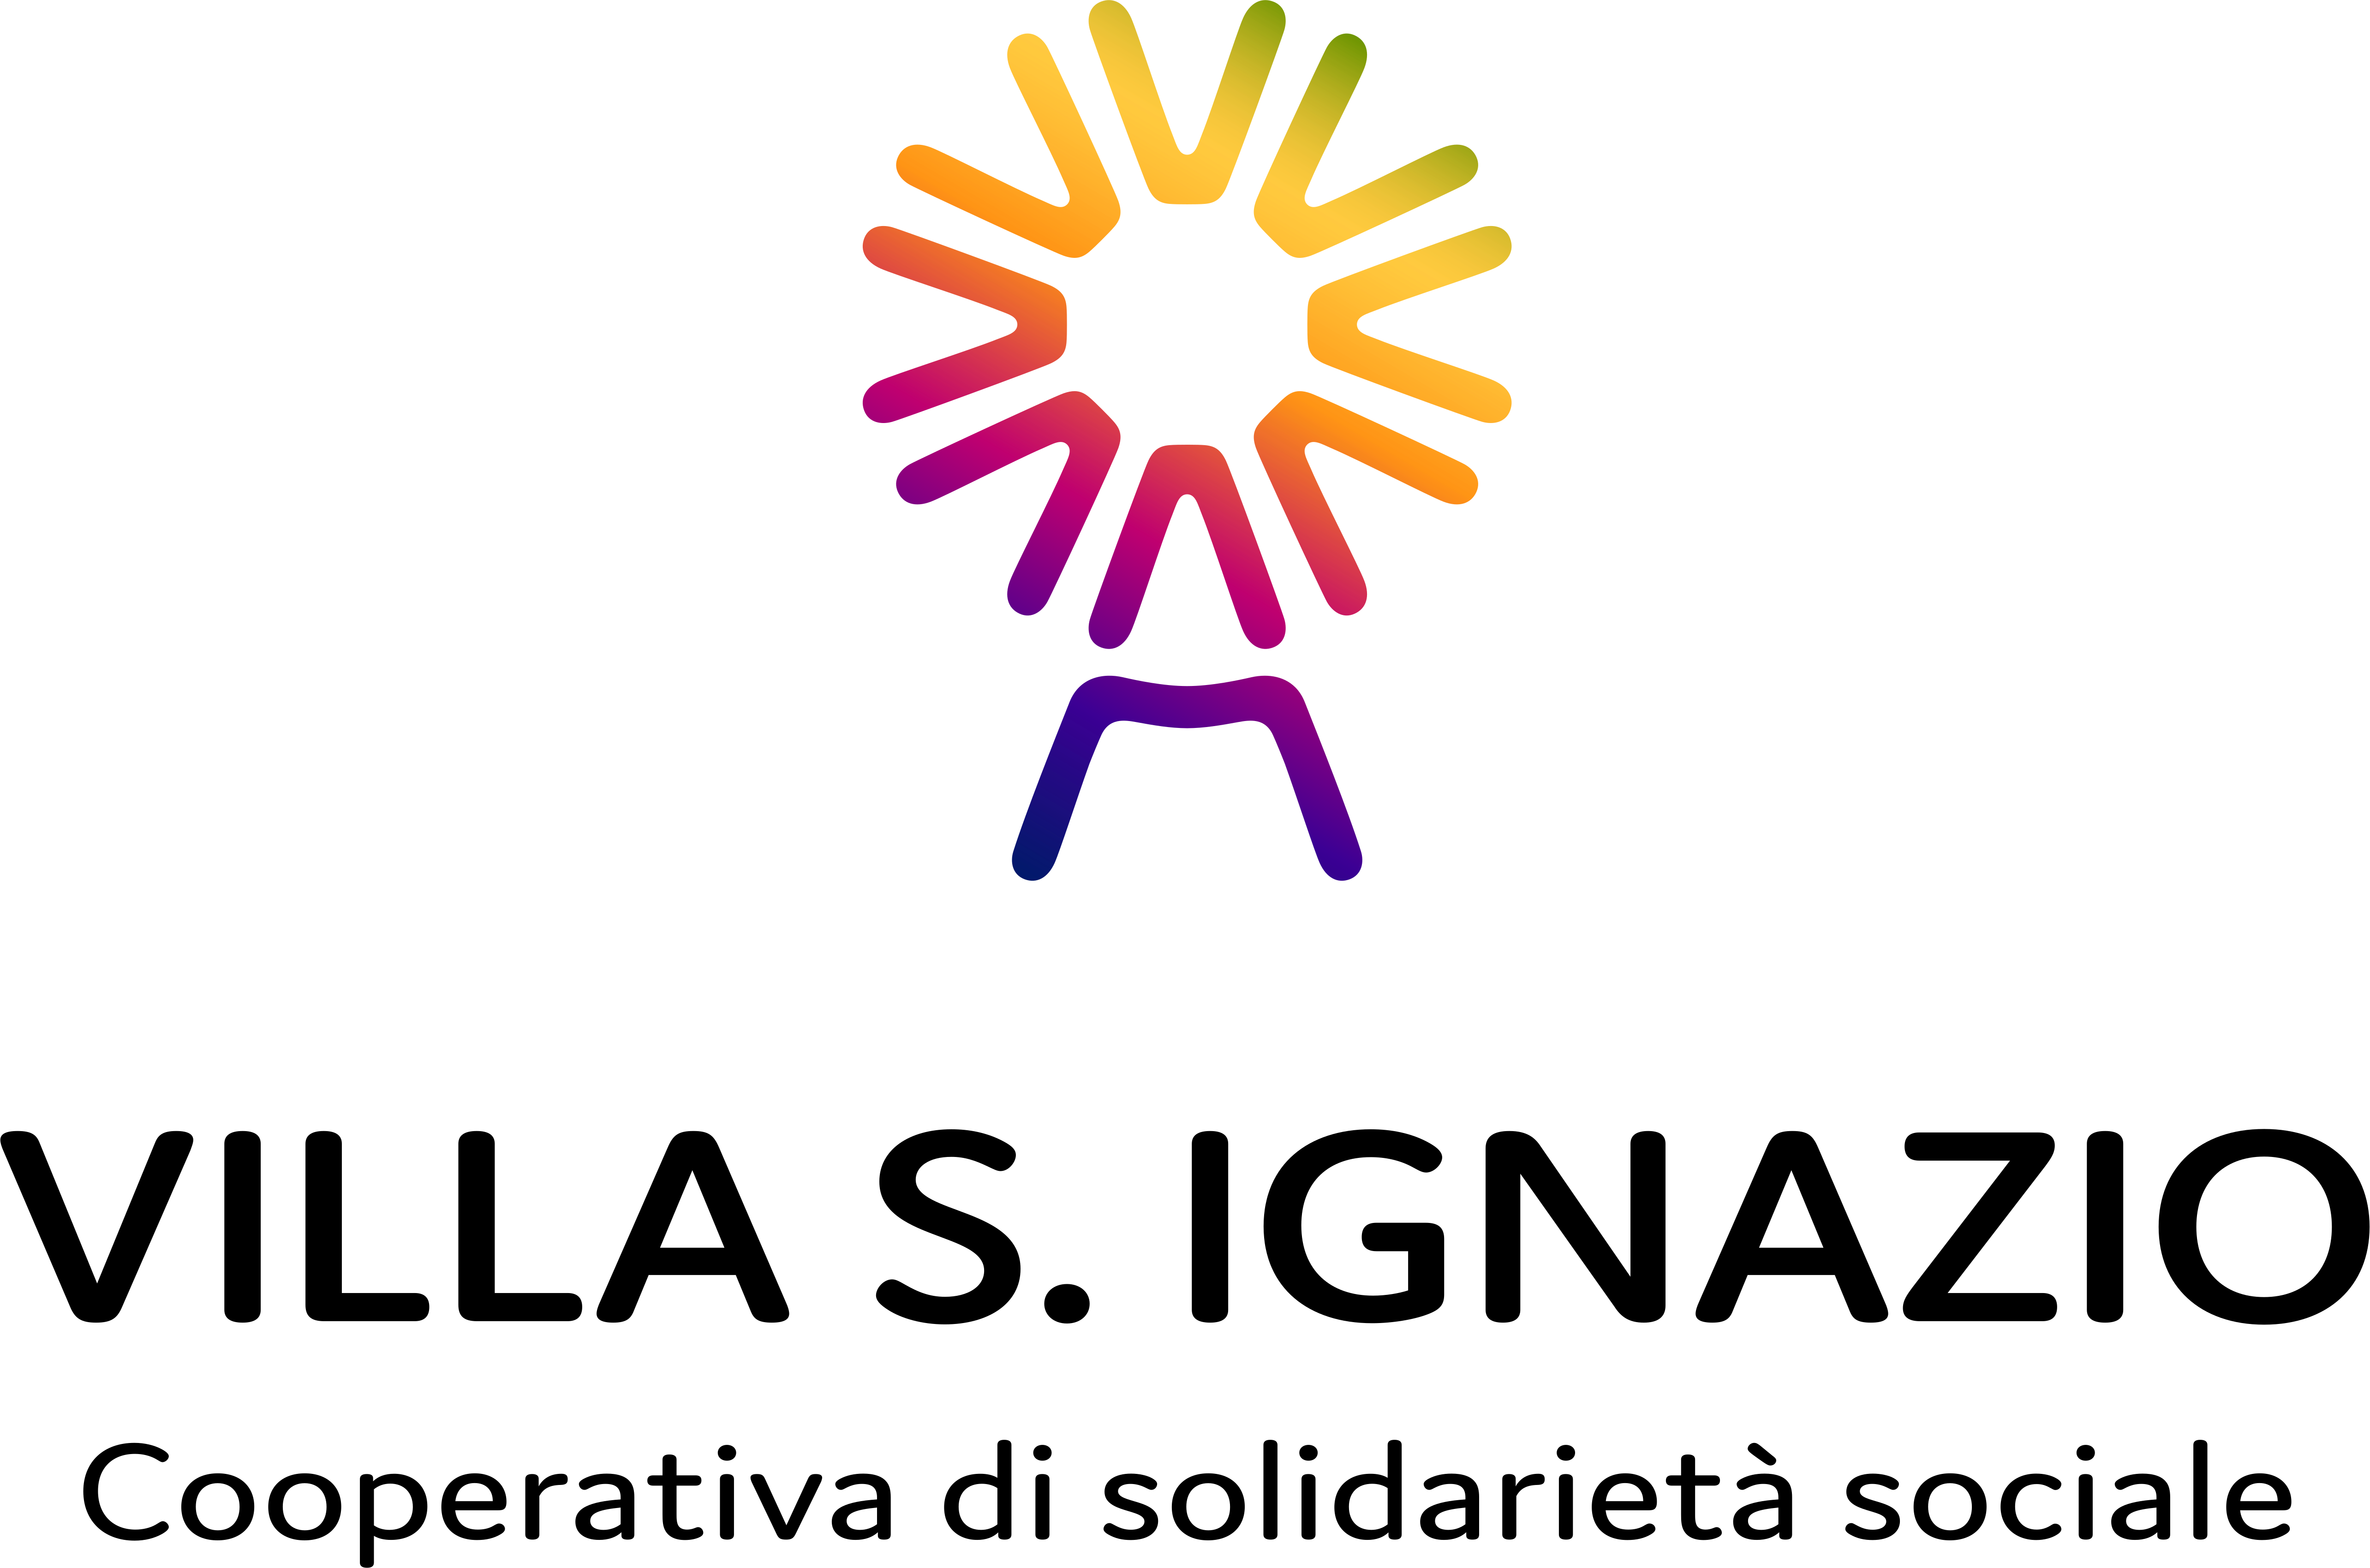 VILLA S. IGNAZIO
Cooperativa di solidarietà sociale